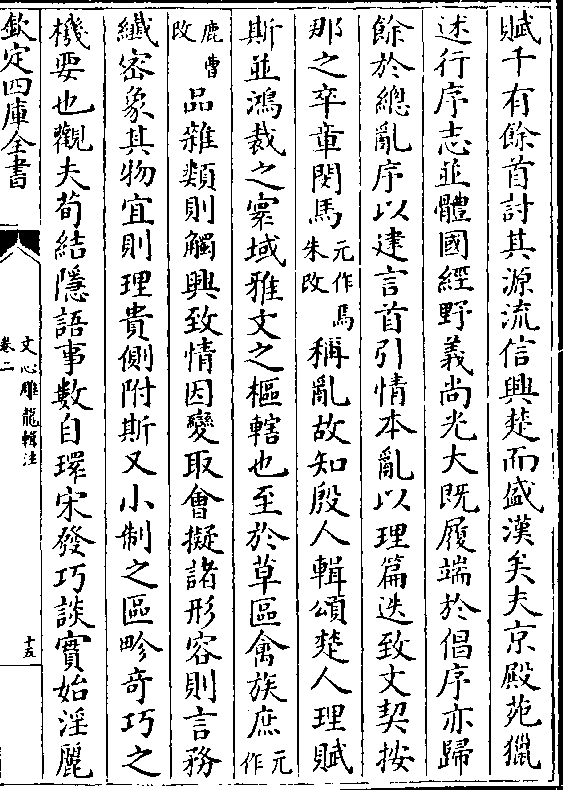 賦千有餘首討其源流信興楚而盛漢矣夫京殿苑獵
述行序志並體國經野義尚光大既履端於倡序亦歸
餘於總亂序以建言首引情本亂以理篇迭致文契按
那之卒章閔馬元作馬朱改稱亂故知殷人輯頌楚人理賦
斯並鴻裁之寰域雅文之樞轄也至於草區禽族庶元作
鹿曹改品雜類則觸興致情因變取會擬諸形容則言務
纖密象其物宜則理貴側附斯又小制之區畛奇巧之
機要也觀夫荀結隱語事數自環宋發巧談實始淫麗
欽定四庫全書
文心雕龍輯注
卷二
十五